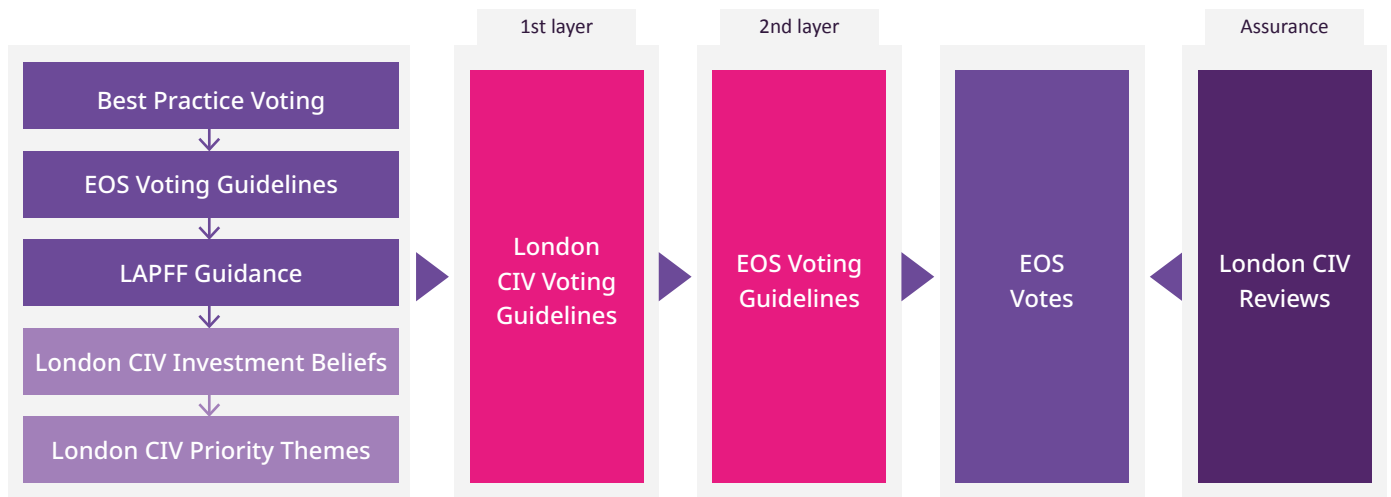 1st layer
2nd layer
Assurance
Best Practice Voting
EOS Voting Guidelines
LAPFF Guidance
London CIV Investment Beliefs
London CIV Priority Themes
London
CIV Voting
Guidelines
EOS Voting
Guidelines
EOS
Votes
London CIV
Reviews